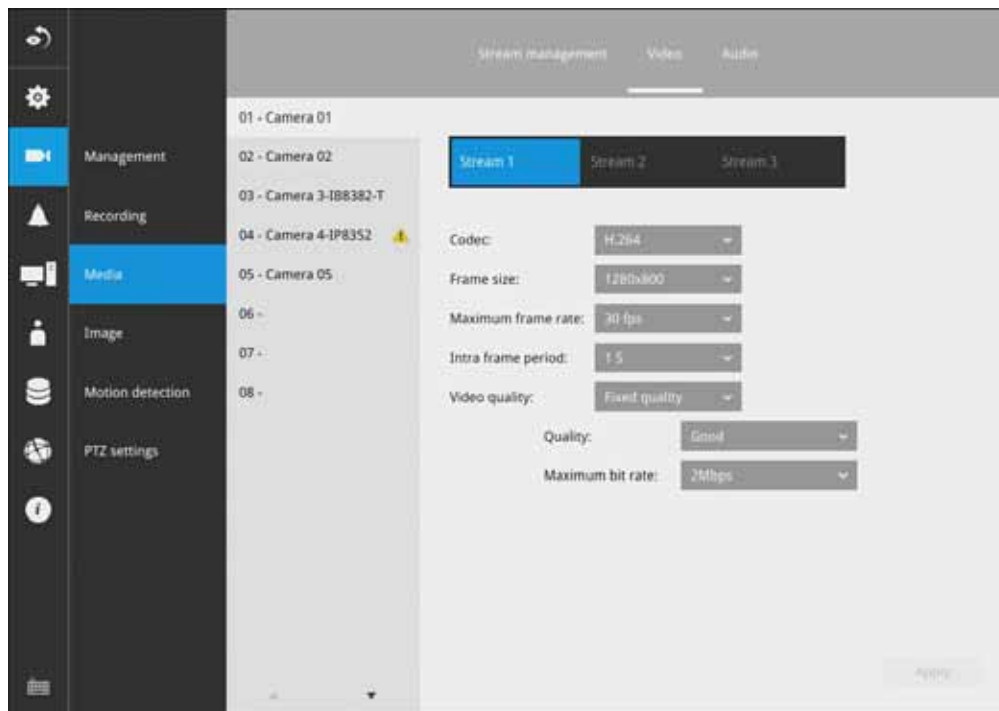 Stream management Video Audio
01 - Camera 01
02 - Camera 02
03 - Camera 3-IB8382-T
04 - Camera 4-IP8352
05 - Camera 05
06 -
07 -
08 -
Management
Recording
Media
Image
Motion detection
PTZ settings
Stream 1 Stream 2 Stream 3
Codec: H.264
Frame size: 1280x800
Maximum frame rate: 30 fps
Intra frame period: 1 S
Video quality: Fixed quality
Quality: Good
Maximum bit rate: 2Mbps
Apply